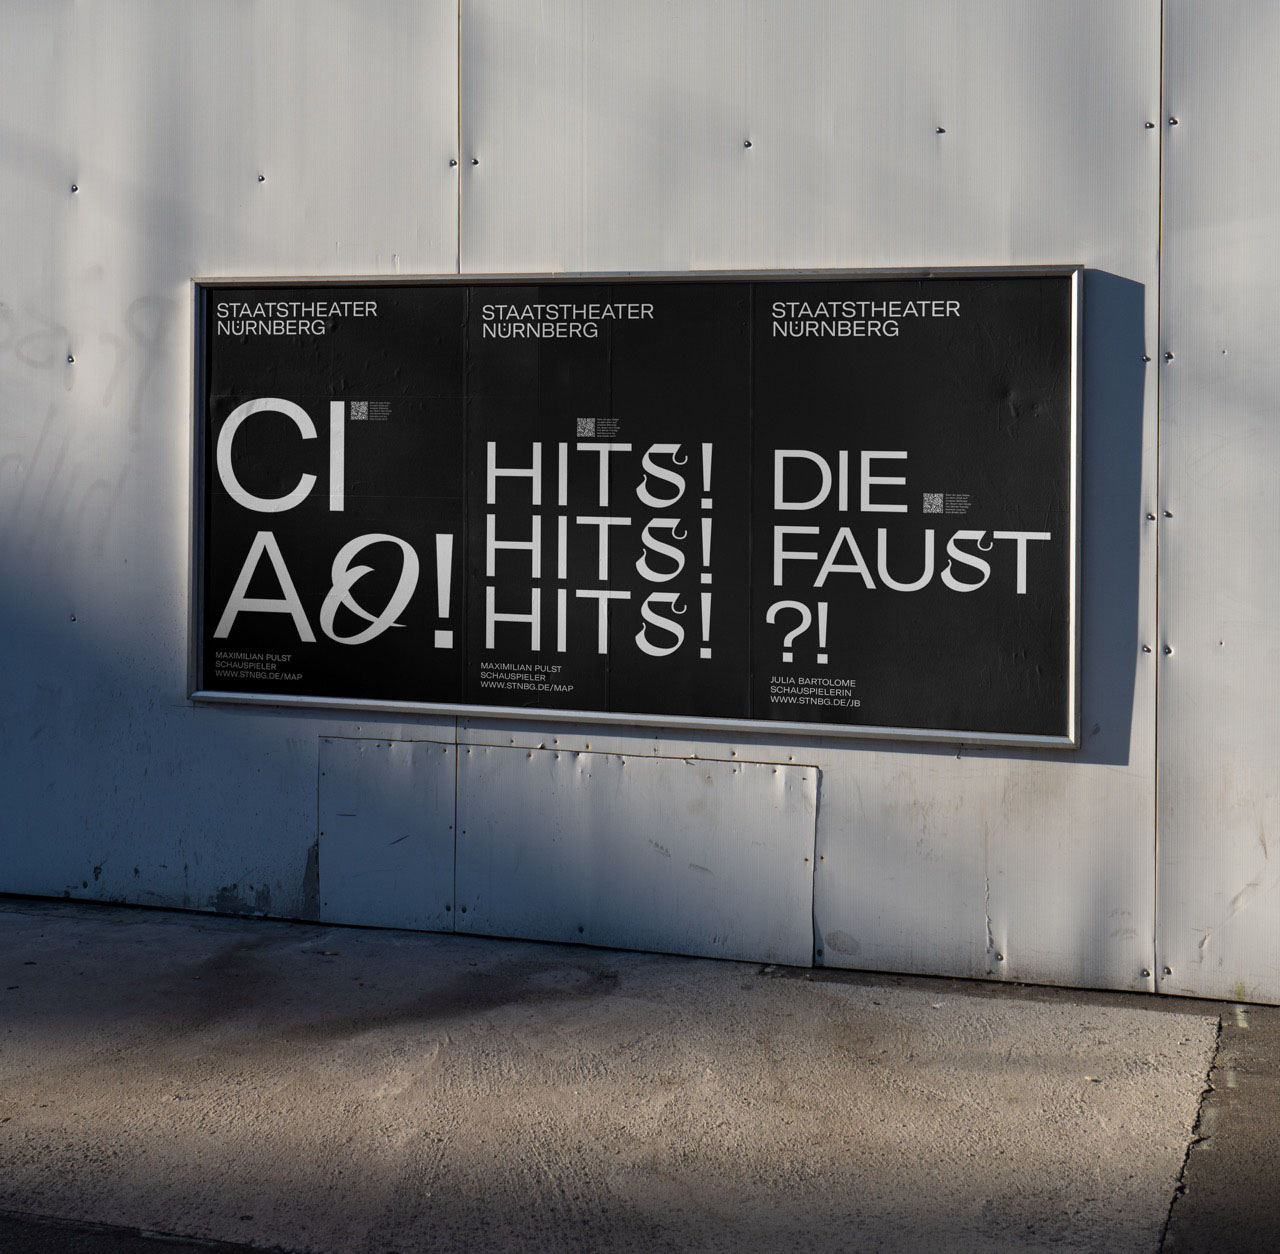 STAATSTHEATER
NÜRNBERG
CI
AO!
MAXIMILIAN PULST
SCHAUSPIELER
WWW.STNBG.DE/MAP
STAATSTHEATER
NÜRNBERG
HITS!
HITS!
HITS!
MAXIMILIAN PULST
SCHAUSPIELER
WWW.STNBG.DE/MAP
STAATSTHEATER
NÜRNBERG
DIE
FAUST
?!
JULIA BARTOLOME
SCHAUSPIELERIN
WWW.STNBG.DE/JB